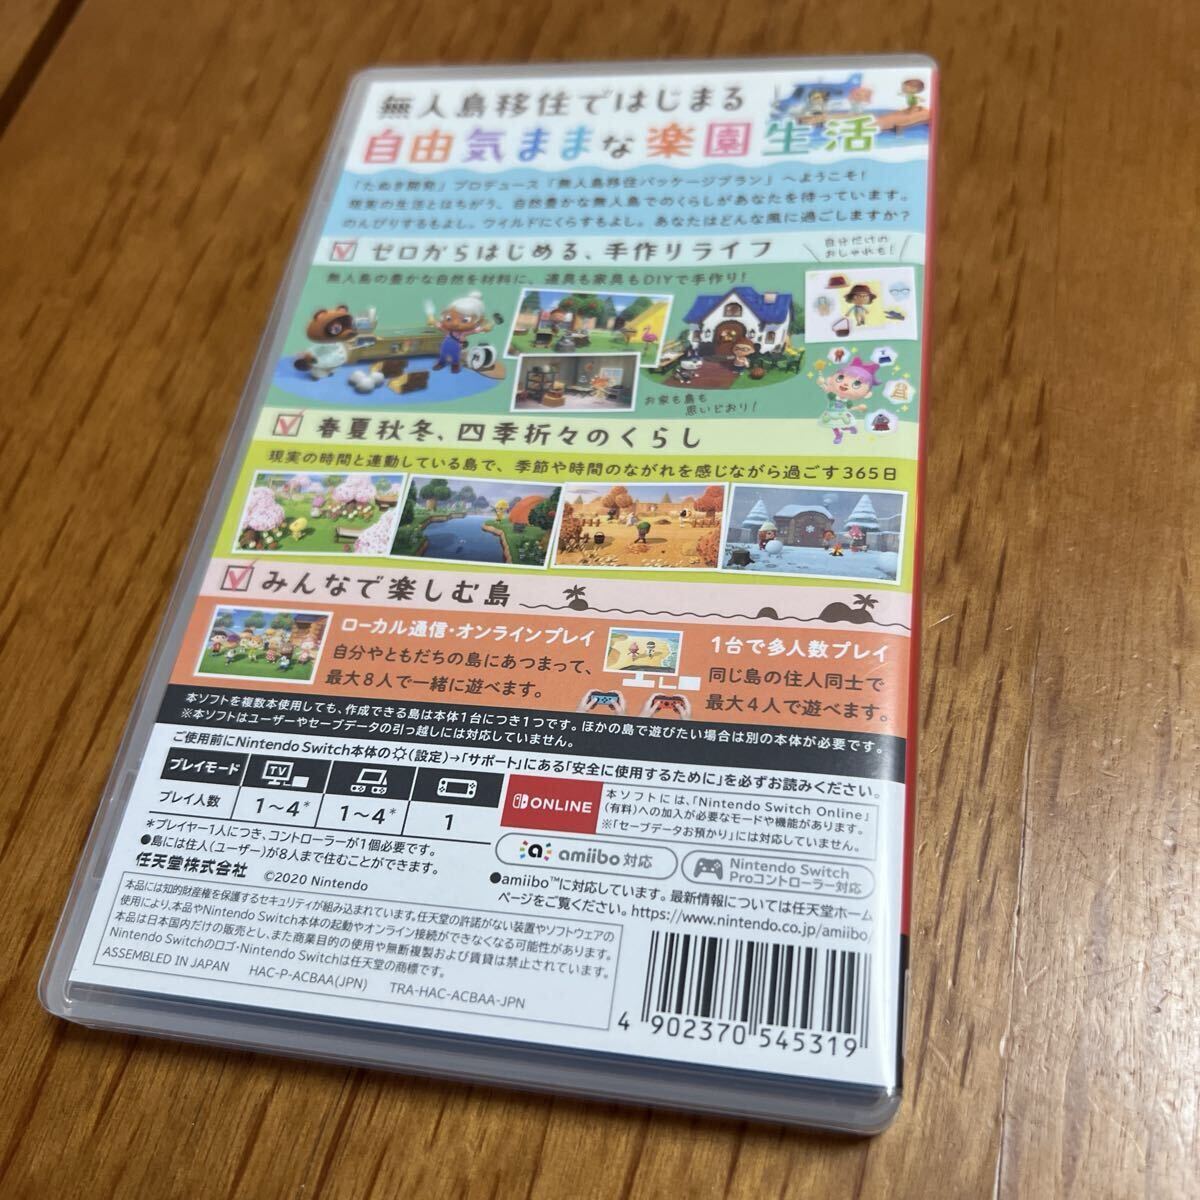 無人島移住ではじまる
自由気ままな楽園生活
「たぬき開発」プロデュース「無人島移住パッケージプラン」へようこそ!
現実の生活とはちがう、自然豊かな無人島でのくらしがあなたを待っています。
のんびりするもよし。ワイルドにくらすもよし。あなたはどんな風に過ごしますか?
ゼロからはじめる、手作りライフ
自分だけの
おしゃれも!
無人島の豊かな自然を材料に、道具も家具もDIYで手作り!
お家も島も
思いどおり!
春夏秋冬、四季折々のくらし
現実の時間と連動している島で、季節や時間のながれを感じながら過ごす365日
みんなで楽しむ島
ローカル通信・オンラインプレイ
自分やともだちの島にあつまって、
最大8人で一緒に遊べます。
1台で多人数プレイ
同じ島の住人同士で
最大4人で遊べます。
本ソフトを複数本使用しても、作成できる島は本体1台につき1つです。ほかの島で遊びたい場合は別の本体が必要です。
※本ソフトはユーザーやセーブデータの引っ越しには対応していません。
ご使用前にNintendo Switch本体の(設定)→「サポート」にある「安全に使用するために」を必ずお読みください。
プレイモード TV
プレイ人数 1~4* 1~4* 1
*プレイヤー1人につき、コントローラーが1個必要です。
●島には住人(ユーザー)が8人まで住むことができます。
任天堂株式会社 ©2020 Nintendo
ONLINE
本ソフトには、「Nintendo Switch Online」
(有料)への加入が必要なモードや機能があります。
※「セーブデータお預かり」には対応していません。
amiibo対応
Nintendo Switch
Proコントローラー対応
●amiibo™に対応しています。最新情報については任天堂ホーム
ページをご覧ください。https://www.nintendo.co.jp/amiibo/
本品には知的財産権を保護するセキュリティが組み込まれています。任天堂の許諾がない装置やソフトウェアの
使用により、本品やNintendo Switch本体の起動やオンライン接続ができなくなる可能性があります。
本品は日本国内だけの販売とし、また商業目的の使用や無断複製および賃貸は禁止されています。
Nintendo Switchのロゴ・Nintendo Switchは任天堂の商標です。
ASSEMBLED IN JAPAN HAC-P-ACBAA(JPN) TRA-HAC-ACBAA-JPN
4 902370 545319